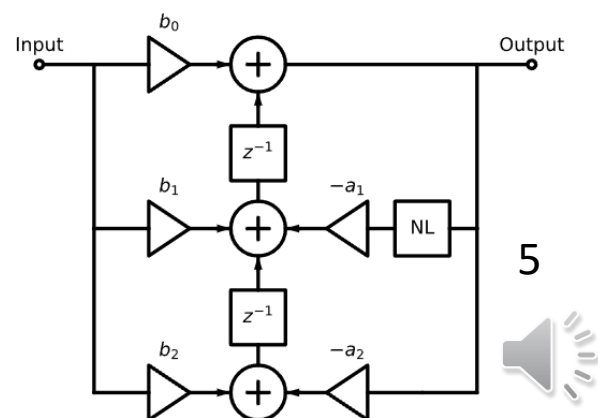 b₀
Input
Output
+
z⁻¹
b₁
−a₁
+
NL
5
z⁻¹
b₂
−a₂
+